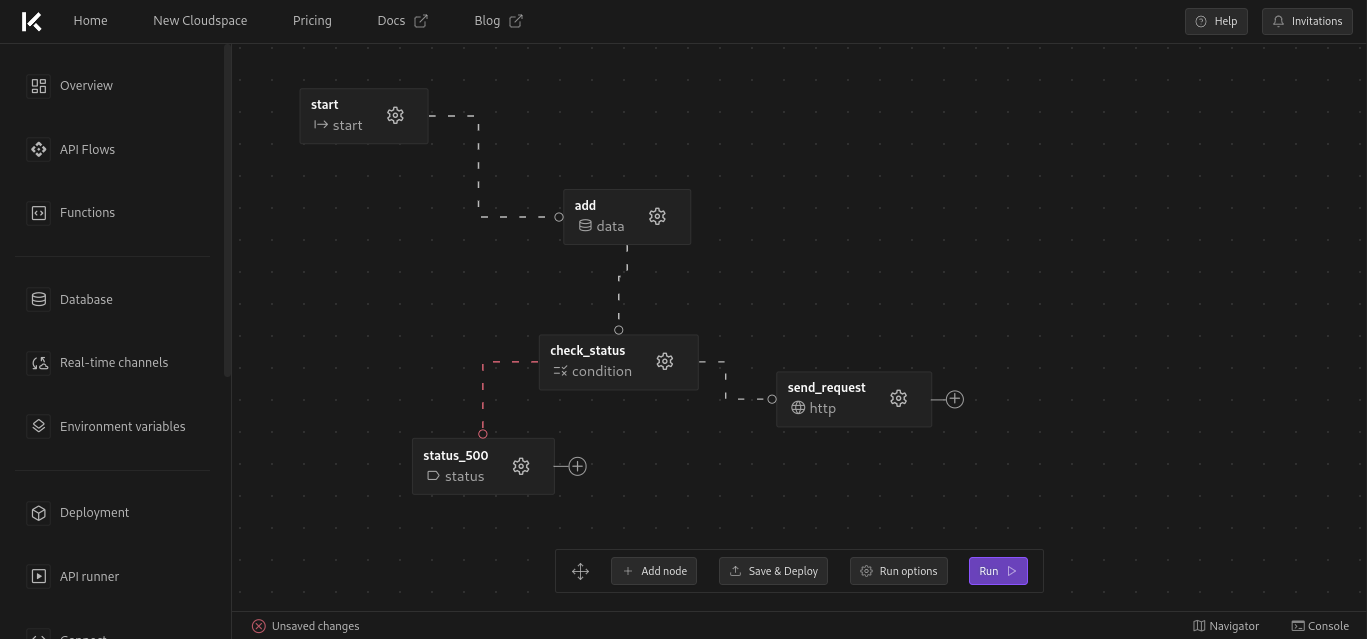 Home
New Cloudspace
Pricing
Docs
Blog
Help
Invitations
Overview
API Flows
Functions
Database
Real-time channels
Environment variables
Deployment
API runner
Connect
start
start
add
data
check_status
condition
send_request
http
status_500
status
Add node
Save & Deploy
Run options
Run
Unsaved changes
Navigator
Console